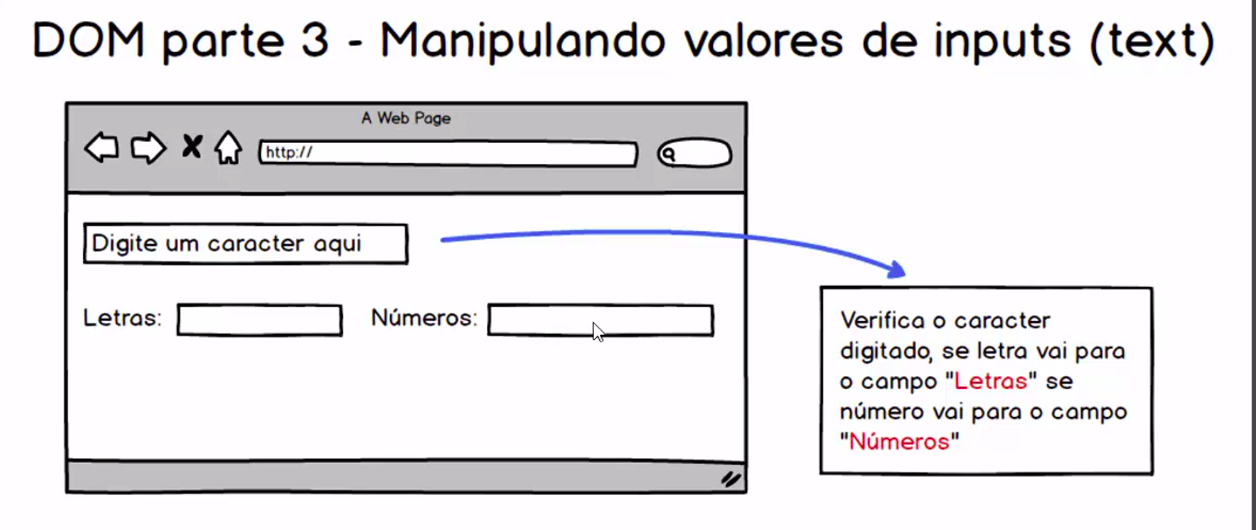 DOM parte 3 - Manipulando valores de inputs (text)
A Web Page
http://
Digite um caracter aqui
Letras:
Números:
Verifica o caracter
digitado, se letra vai para
o campo "Letras" se
número vai para o campo
"Números"